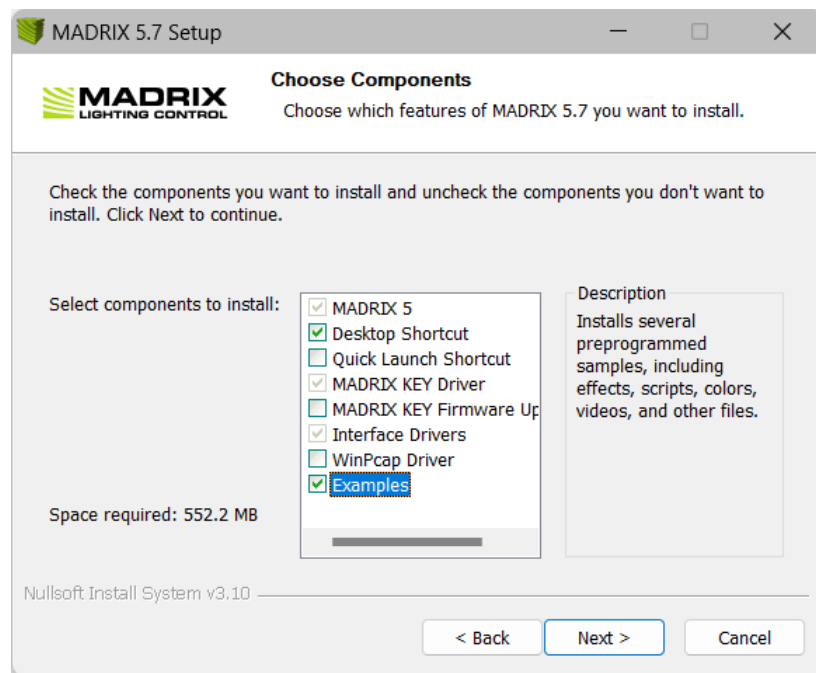 MADRIX 5.7 Setup
MADRIX
LIGHTING CONTROL
Choose Components
Choose which features of MADRIX 5.7 you want to install.
Check the components you want to install and uncheck the components you don't want to
install. Click Next to continue.
Select components to install:
MADRIX 5
Desktop Shortcut
Quick Launch Shortcut
MADRIX KEY Driver
MADRIX KEY Firmware Up
Interface Drivers
WinPcap Driver
Examples
Description
Installs several
preprogrammed
samples, including
effects, scripts, colors,
videos, and other files.
Space required: 552.2 MB
Nullsoft Install System v3.10
< Back
Next >
Cancel